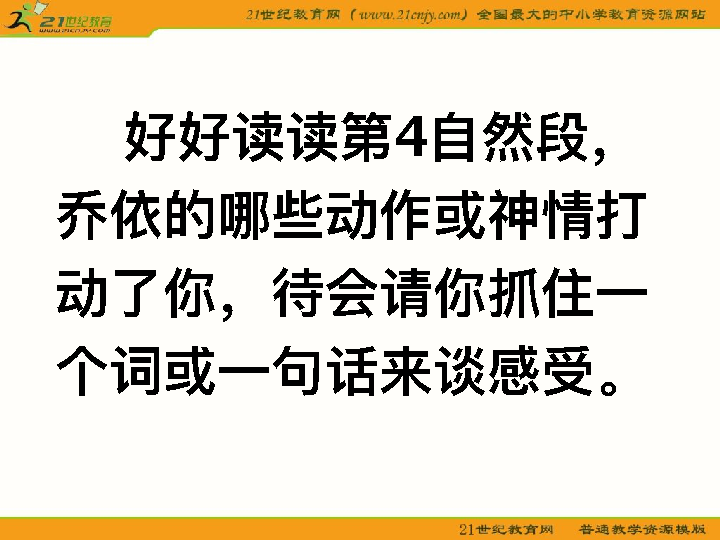 21世纪教育
www.21cnjy.com
21世纪教育网（www.21cnjy.com）全国最大的中小学教育资源网站
好好读读第4自然段，
乔依的哪些动作或神情打
动了你，待会请你抓住一
个词或一句话来谈感受。
21世纪教育网 普通教学资源模版